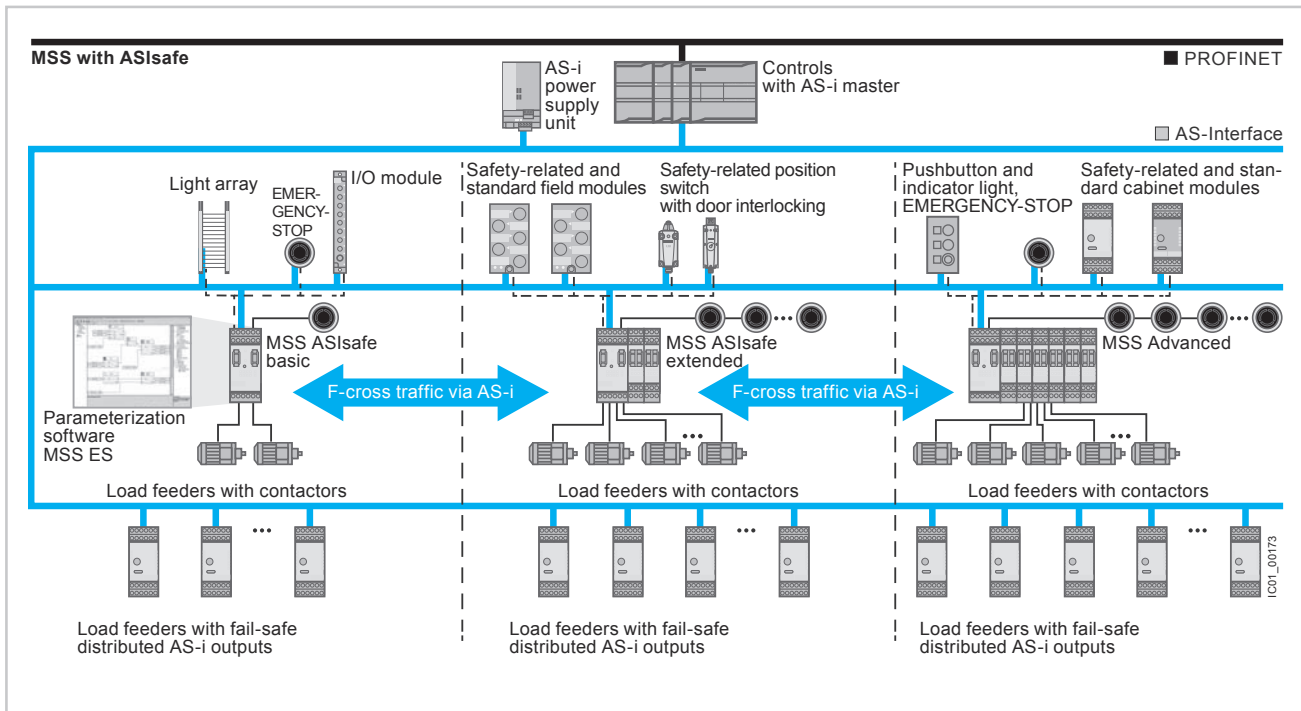 MSS with ASIsafe
PROFINET
AS-i
power
supply
unit
Controls
with AS-i master
AS-Interface
Light array
EMER-
GENCY-
STOP
I/O module
Safety-related and
standard field modules
Safety-related position
switch
with door interlocking
Pushbutton and
indicator light,
EMERGENCY-STOP
Safety-related and stan-
dard cabinet modules
MSS ASIsafe
basic
MSS ASIsafe
extended
MSS Advanced
F-cross traffic via AS-i
F-cross traffic via AS-i
Parameterization
software
MSS ES
Load feeders with contactors
Load feeders with contactors
Load feeders with contactors
IC01_00173
Load feeders with fail-safe
distributed AS-i outputs
Load feeders with fail-safe
distributed AS-i outputs
Load feeders with fail-safe
distributed AS-i outputs